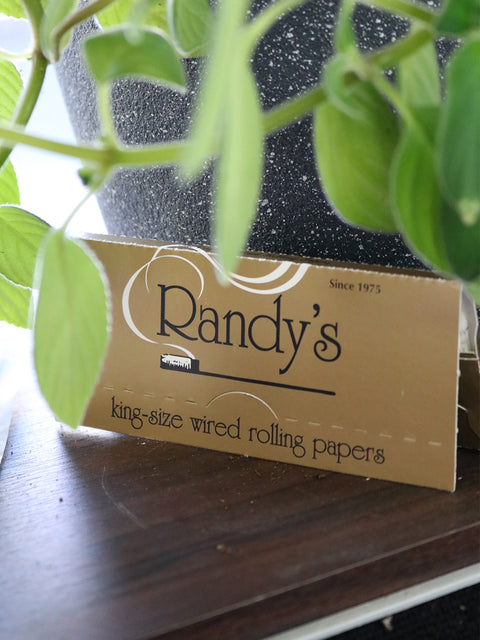 Since 1975
Randy's
king-size wired rolling papers